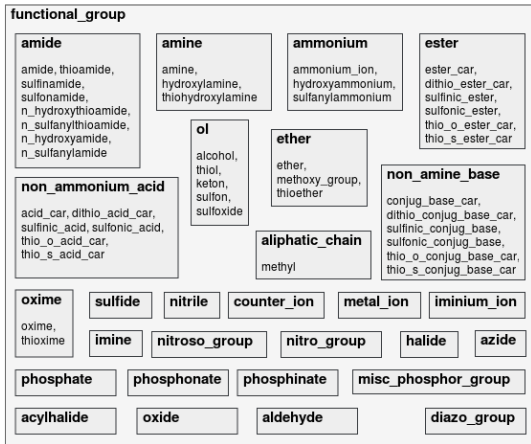 functional_group
amide
amide, thioamide,
sulfinamide,
sulfonamide,
n_hydroxythioamide,
n_sulfanylthioamide,
n_hydroxyamide,
n_sulfanylamide
amine
amine,
hydroxylamine,
thiohydroxylamine
ammonium
ammonium_ion,
hydroxyammonium,
sulfanylammonium
ester
ester_car,
dithio_ester_car,
sulfinic_ester,
sulfonic_ester,
thio_o_ester_car,
thio_s_ester_car
ol
alcohol,
thiol,
keton,
sulfon,
sulfoxide
ether
ether,
methoxy_group,
thioether
non_ammonium_acid
acid_car, dithio_acid_car,
sulfinic_acid, sulfonic_acid,
thio_o_acid_car,
thio_s_acid_car
non_amine_base
conjug_base_car,
dithio_conjug_base_car,
sulfinic_conjug_base,
sulfonic_conjug_base,
thio_o_conjug_base_car,
thio_s_conjug_base_car
aliphatic_chain
methyl
oxime
oxime,
thioxime
sulfide
nitrile
counter_ion
metal_ion
iminium_ion
imine
nitroso_group
nitro_group
halide
azide
phosphate
phosphonate
phosphinate
misc_phosphor_group
acylhalide
oxide
aldehyde
diazo_group